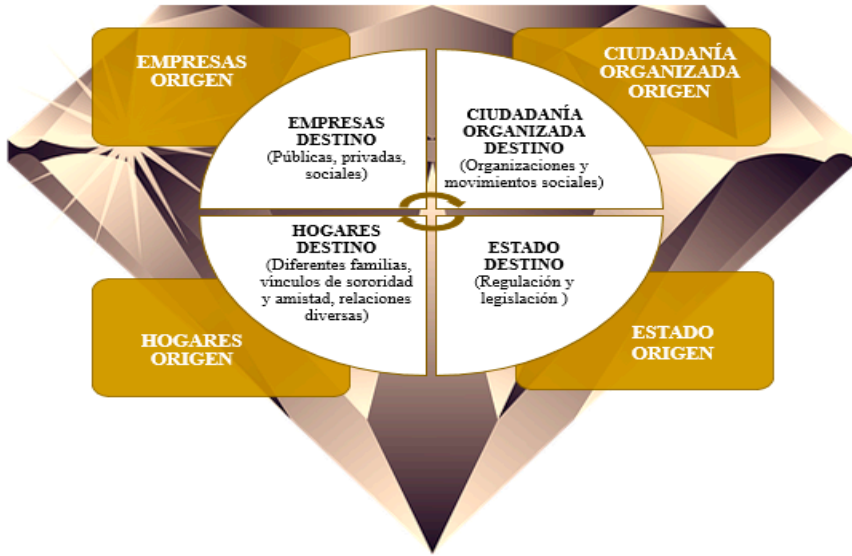 EMPRESAS
ORIGEN
CIUDADANÍA
ORGANIZADA
ORIGEN
EMPRESAS
DESTINO
(Públicas, privadas,
sociales)
CIUDADANÍA
ORGANIZADA
DESTINO
(Organizaciones y
movimientos sociales)
HOGARES
DESTINO
(Diferentes familias,
vínculos de sororidad
y amistad, relaciones
diversas)
ESTADO
DESTINO
(Regulación y
legislación )
HOGARES
ORIGEN
ESTADO
ORIGEN